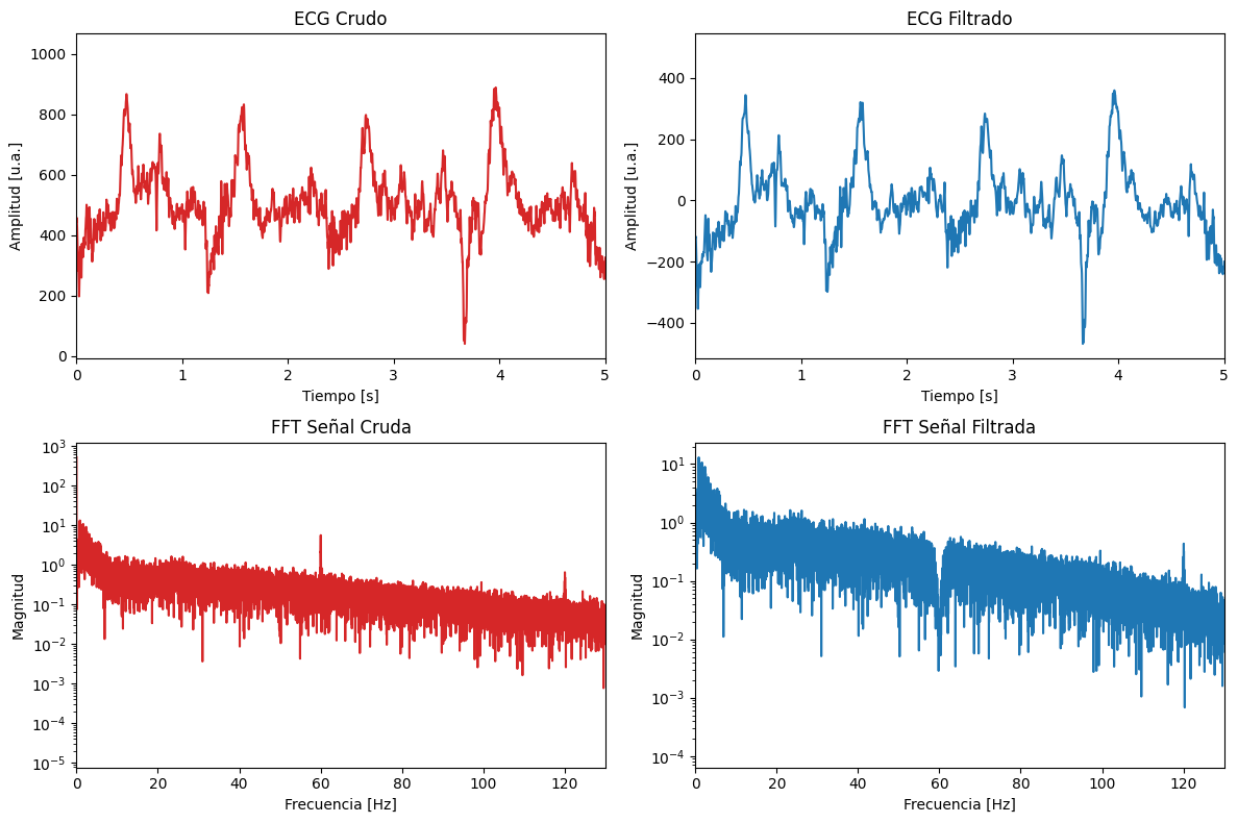 ECG Crudo
1000
800
600
400
200
0
Amplitud [u.a.]
0 1 2 3 4 5
Tiempo [s]
ECG Filtrado
400
200
0
−200
−400
Amplitud [u.a.]
0 1 2 3 4 5
Tiempo [s]
FFT Señal Cruda
10³
10²
10¹
10⁰
10⁻¹
10⁻²
10⁻³
10⁻⁴
10⁻⁵
Magnitud
0 20 40 60 80 100 120
Frecuencia [Hz]
FFT Señal Filtrada
10¹
10⁰
10⁻¹
10⁻²
10⁻³
10⁻⁴
Magnitud
0 20 40 60 80 100 120
Frecuencia [Hz]